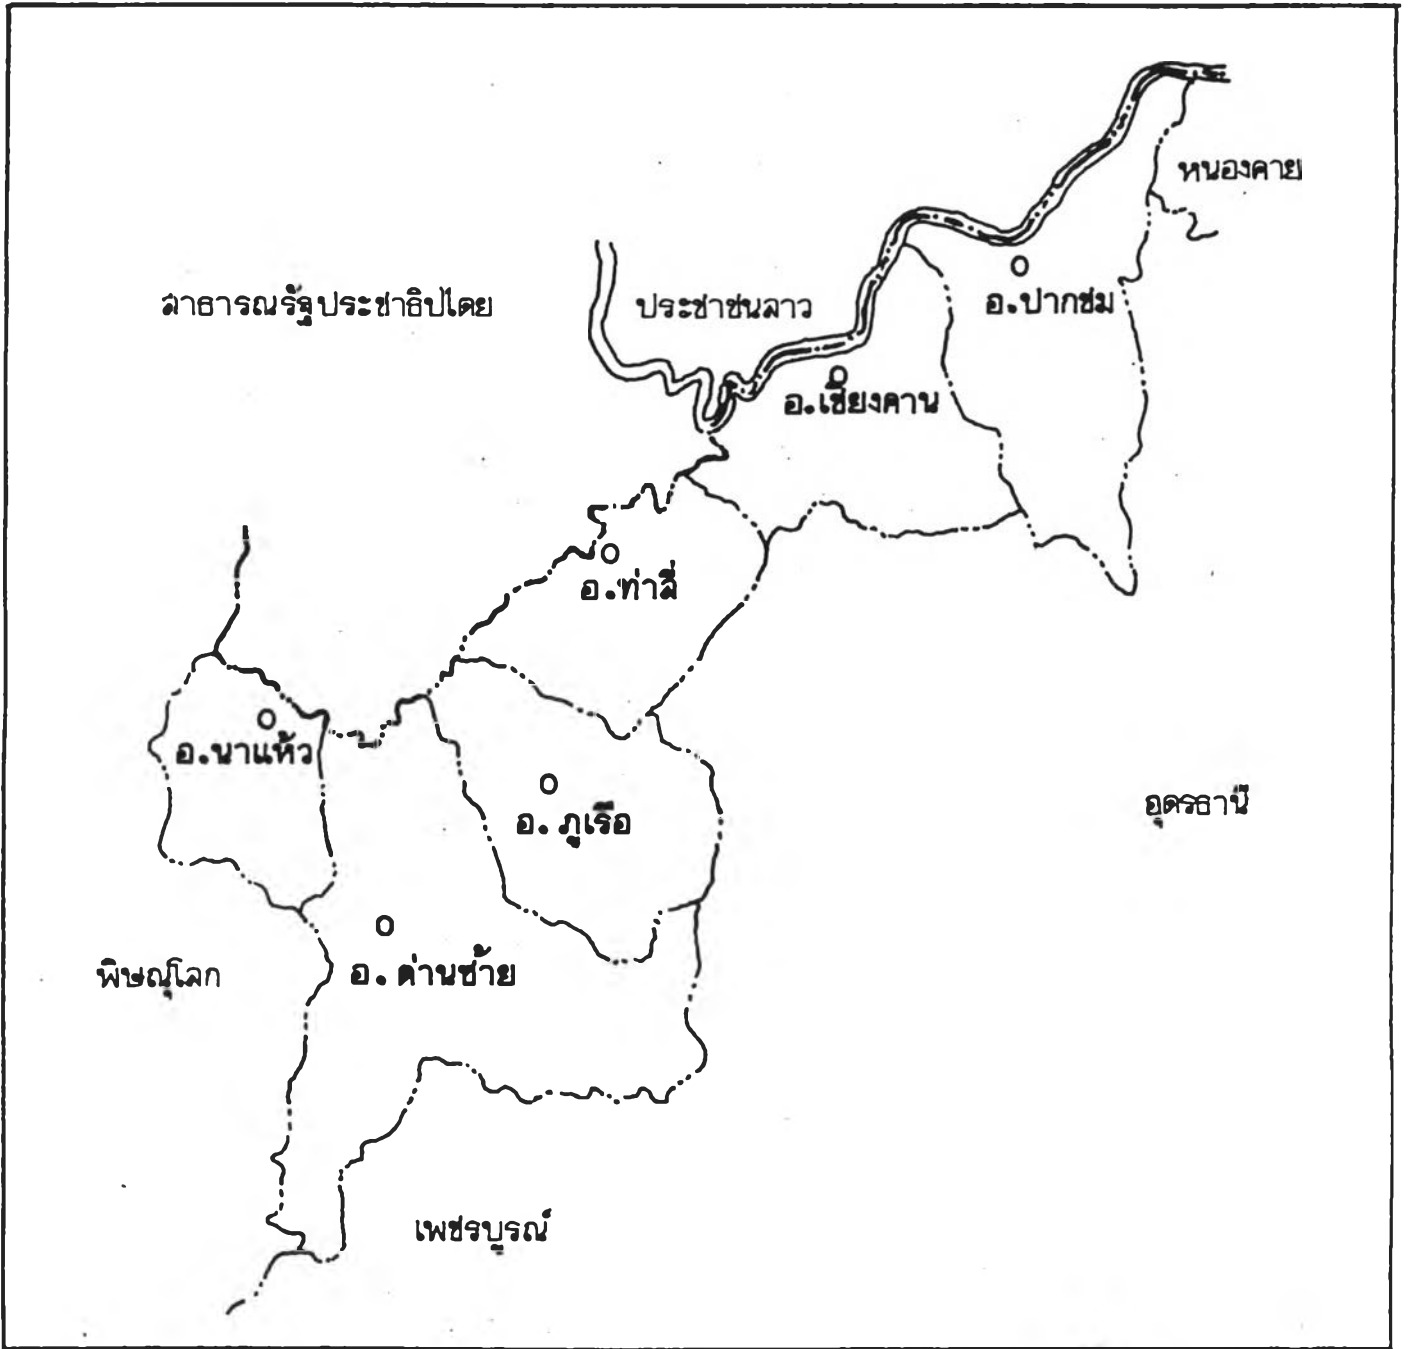 หนองคาย
สาธารณรัฐประชาธิปไตย ประชาชนลาว
อ.ปากชม
อ.เชียงคาน
อ.ท่าลี่
อ.นาแห้ว
อ. ภูเรือ
อุดรธานี
พิษณุโลก
อ. ด่านซ้าย
เพชรบูรณ์